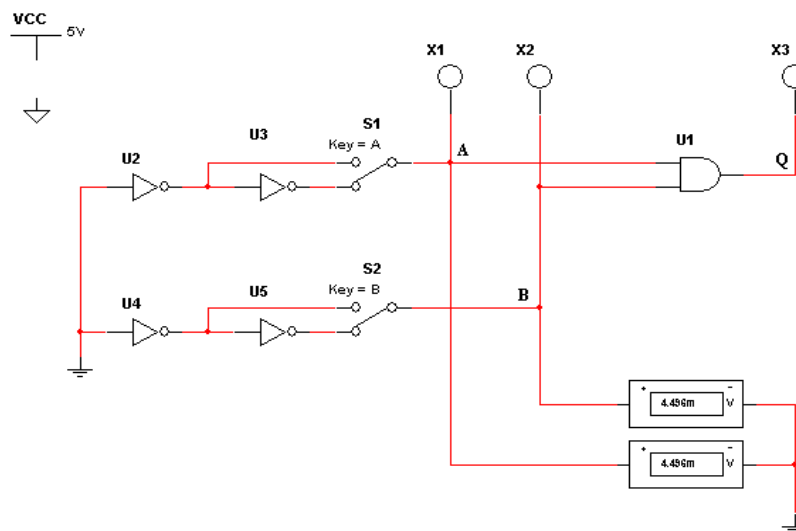 VCC
5V
X1
X2
X3
S1
Key = A
U3
U2
A
U1
Q
S2
Key = B
U5
U4
B
+ -
4.496m V
+ -
4.496m V